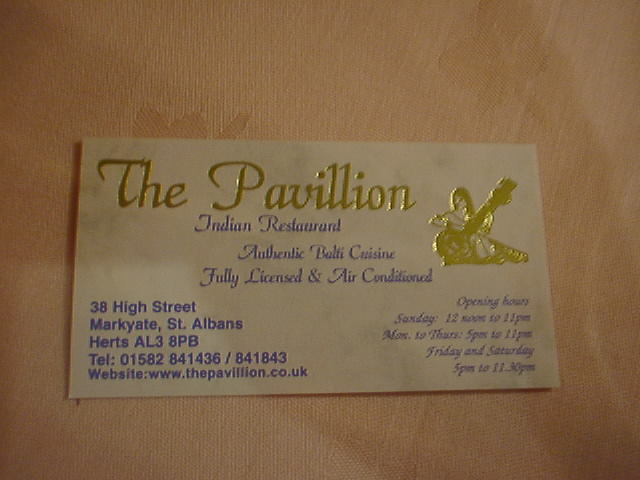 The Pavillion
Indian Restaurant
Authentic Balti Cuisine
Fully Licensed & Air Conditioned
38 High Street
Markyate, St. Albans
Herts AL3 8PB
Tel: 01582 841436 / 841843
Website:www.thepavillion.co.uk
Opening hours
Sunday: 12 noon to 11pm
Mon. to Thurs: 5pm to 11pm
Friday and Saturday
5pm to 11.30pm